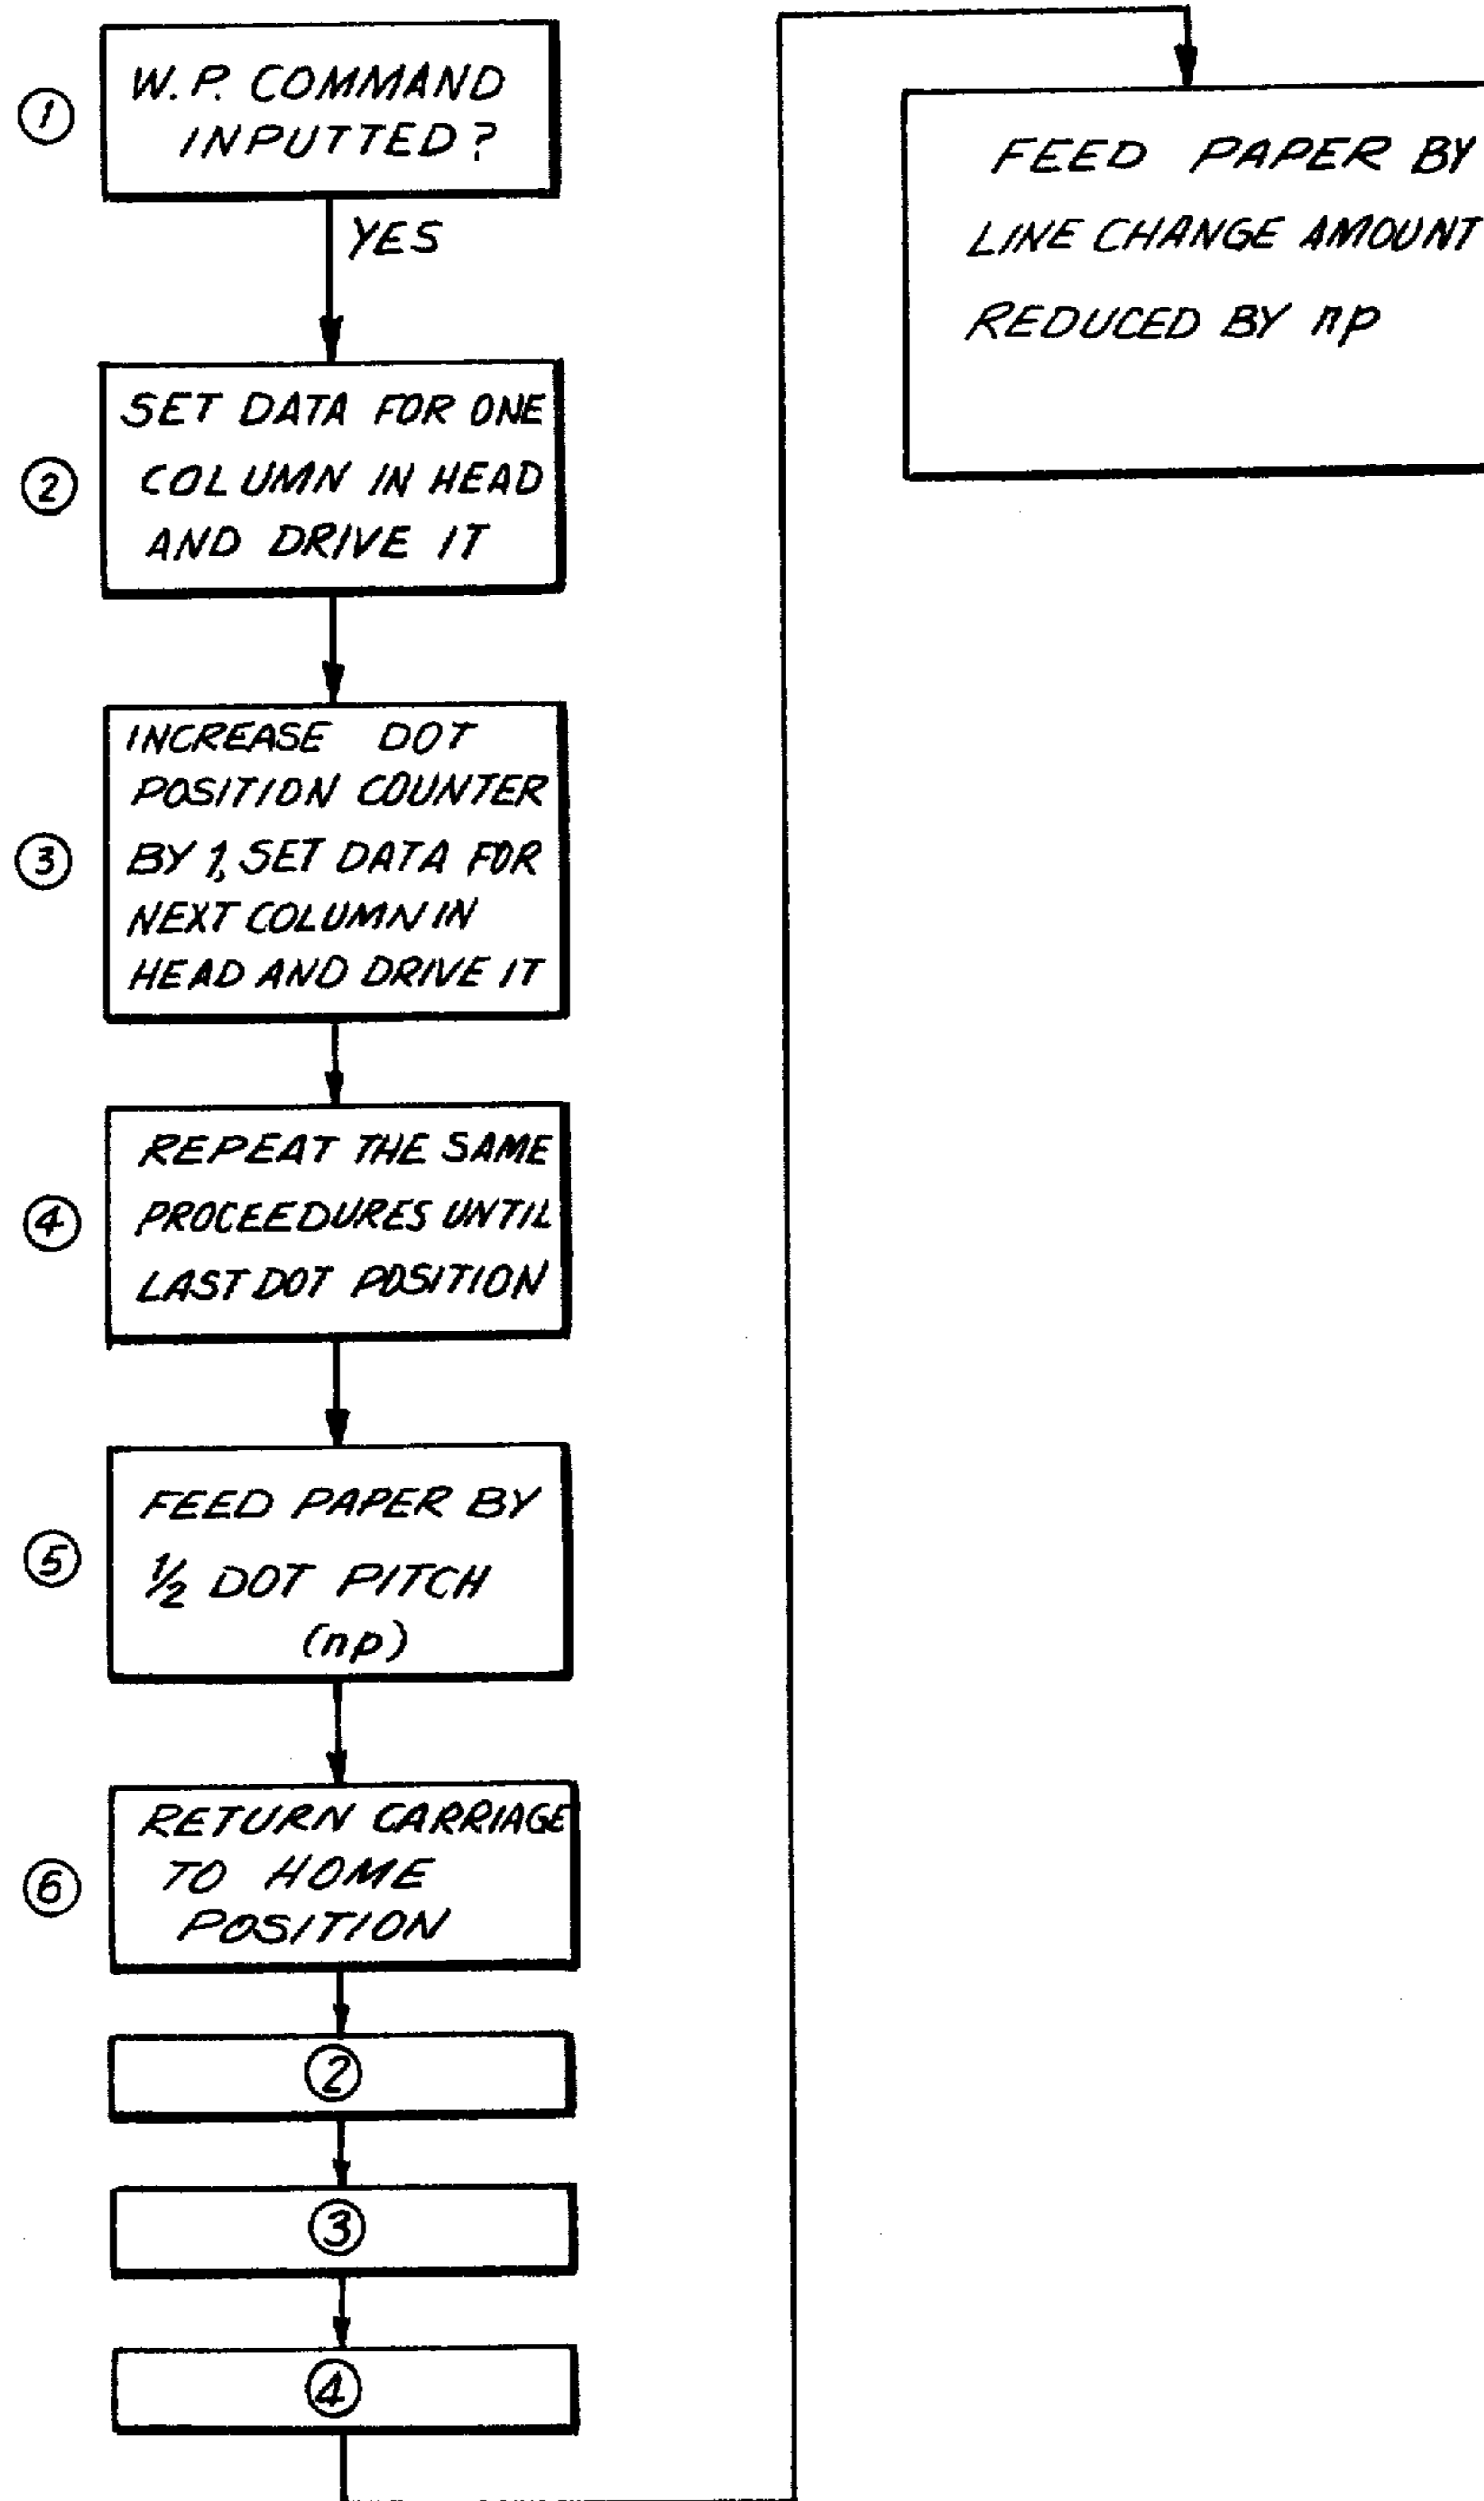 ①
W. P. COMMAND
INPUTTED?
YES
②
SET DATA FOR ONE
COLUMN IN HEAD
AND DRIVE IT
③
INCREASE DOT
POSITION COUNTER
BY 1, SET DATA FOR
NEXT COLUMN IN
HEAD AND DRIVE IT
④
REPEAT THE SAME
PROCEEDURES UNTIL
LAST DOT POSITION
⑤
FEED PAPER BY
1/2 DOT PITCH
(np)
⑥
RETURN CARRIAGE
TO HOME
POSITION
②
③
④
FEED PAPER BY
LINE CHANGE AMOUNT
REDUCED BY np